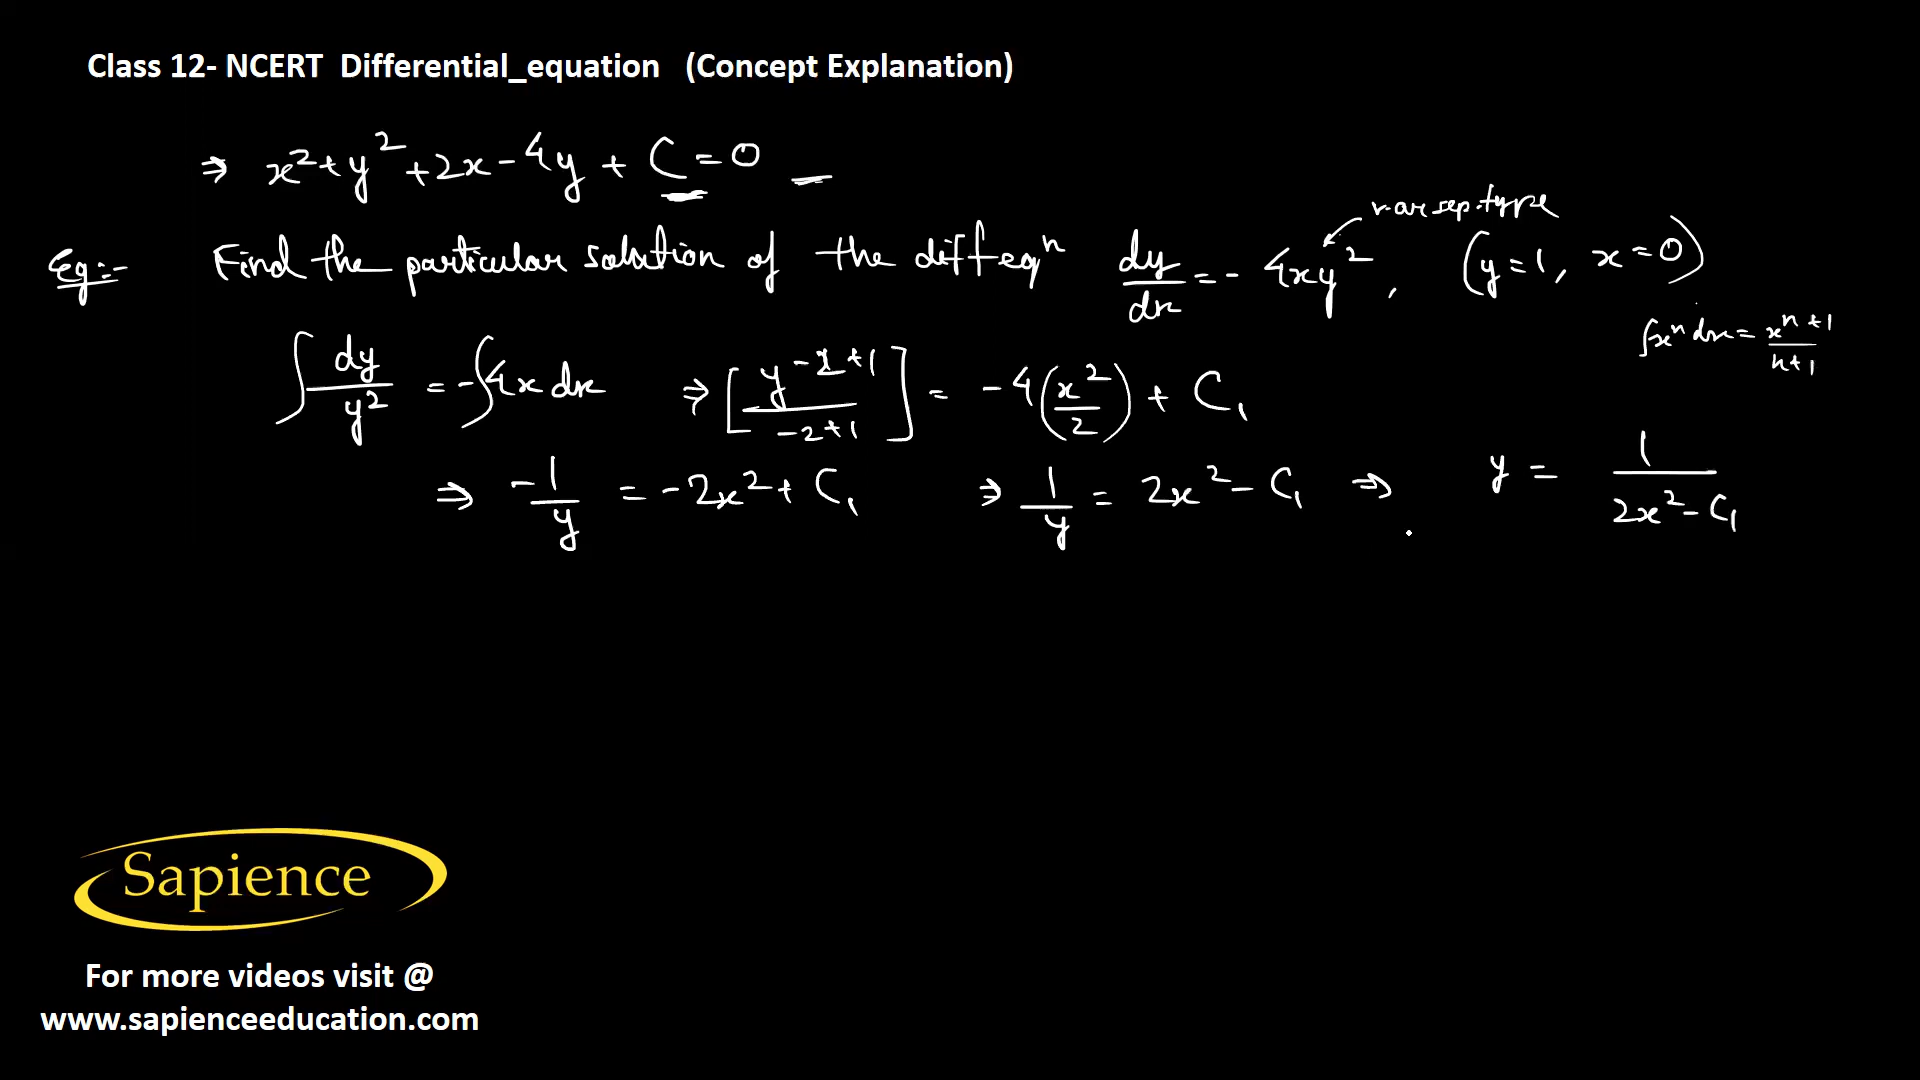 Class 12- NCERT Differential_equation (Concept Explanation)
⇒ x² + y² + 2x - 4y + C = 0
var sep. type
Eg:- Find the particular solution of the diff eqⁿ dy/dx = - 4xy², (y = 1, x = 0)
∫xⁿ dx = xⁿ⁺¹/n+1
∫ dy/y² = -∫4x dx ⇒ [y⁻²⁺¹/-2+1] = -4(x²/2) + C₁
⇒ -1/y = -2x² + C₁ ⇒ 1/y = 2x² - C₁ ⇒ y = 1/2x² - C₁
Sapience
For more videos visit @
www.sapienceeducation.com